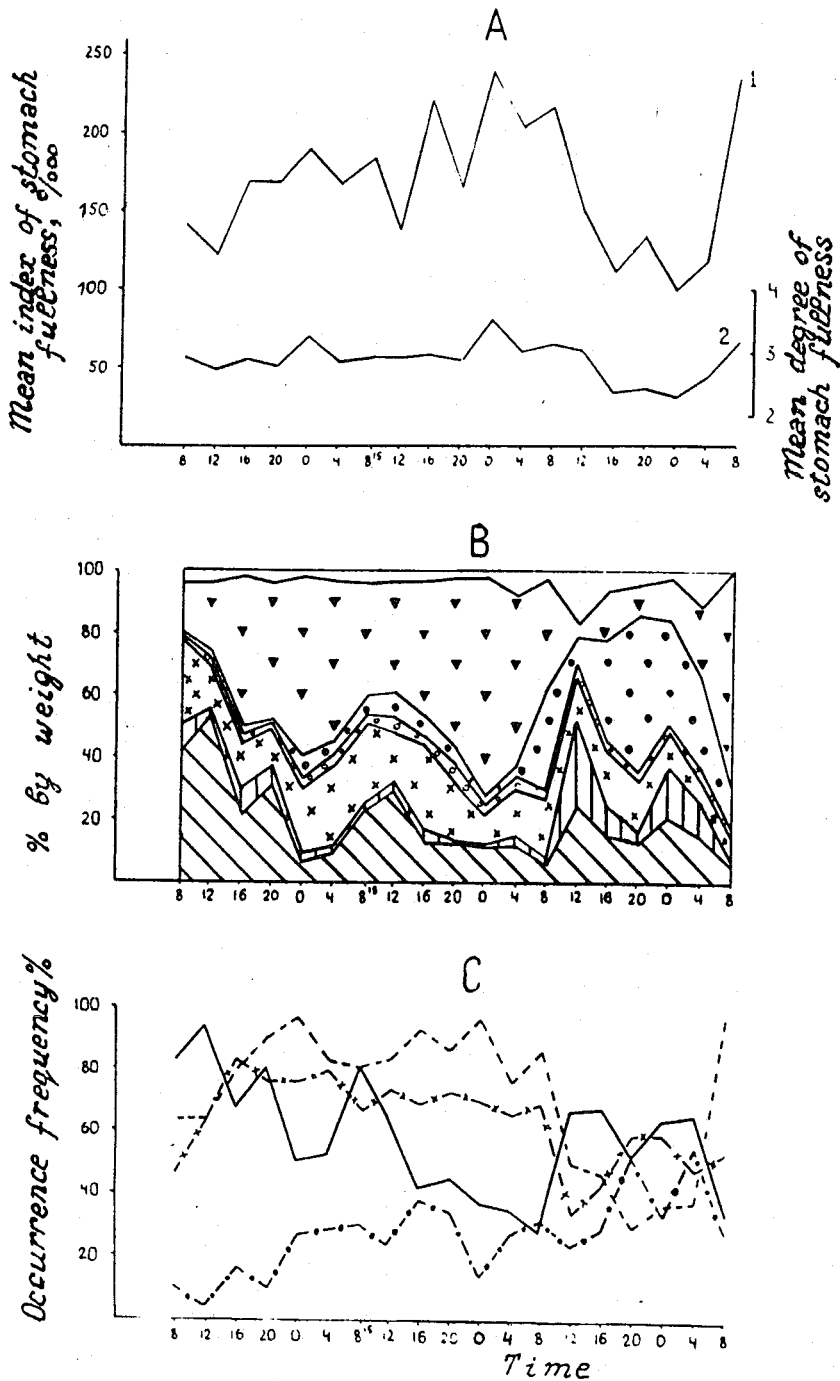 A
Mean index of stomach
fullness, ‰00
250
200
150
100
50
1
2
4
3
2
Mean degree of
stomach fullness
8 12 16 20 0 4 8¹⁵ 12 16 20 0 4 8 12 16 20 0 4 8
B
% by weight
100
80
60
40
20
8 12 16 20 0 4 8¹⁵ 12 16 20 0 4 8 12 16 20 0 4 8
C
Occurrence frequency%
100
80
60
40
20
8 12 16 20 0 4 8¹⁵ 12 16 20 0 4 8 12 16 20 0 4 8
Time